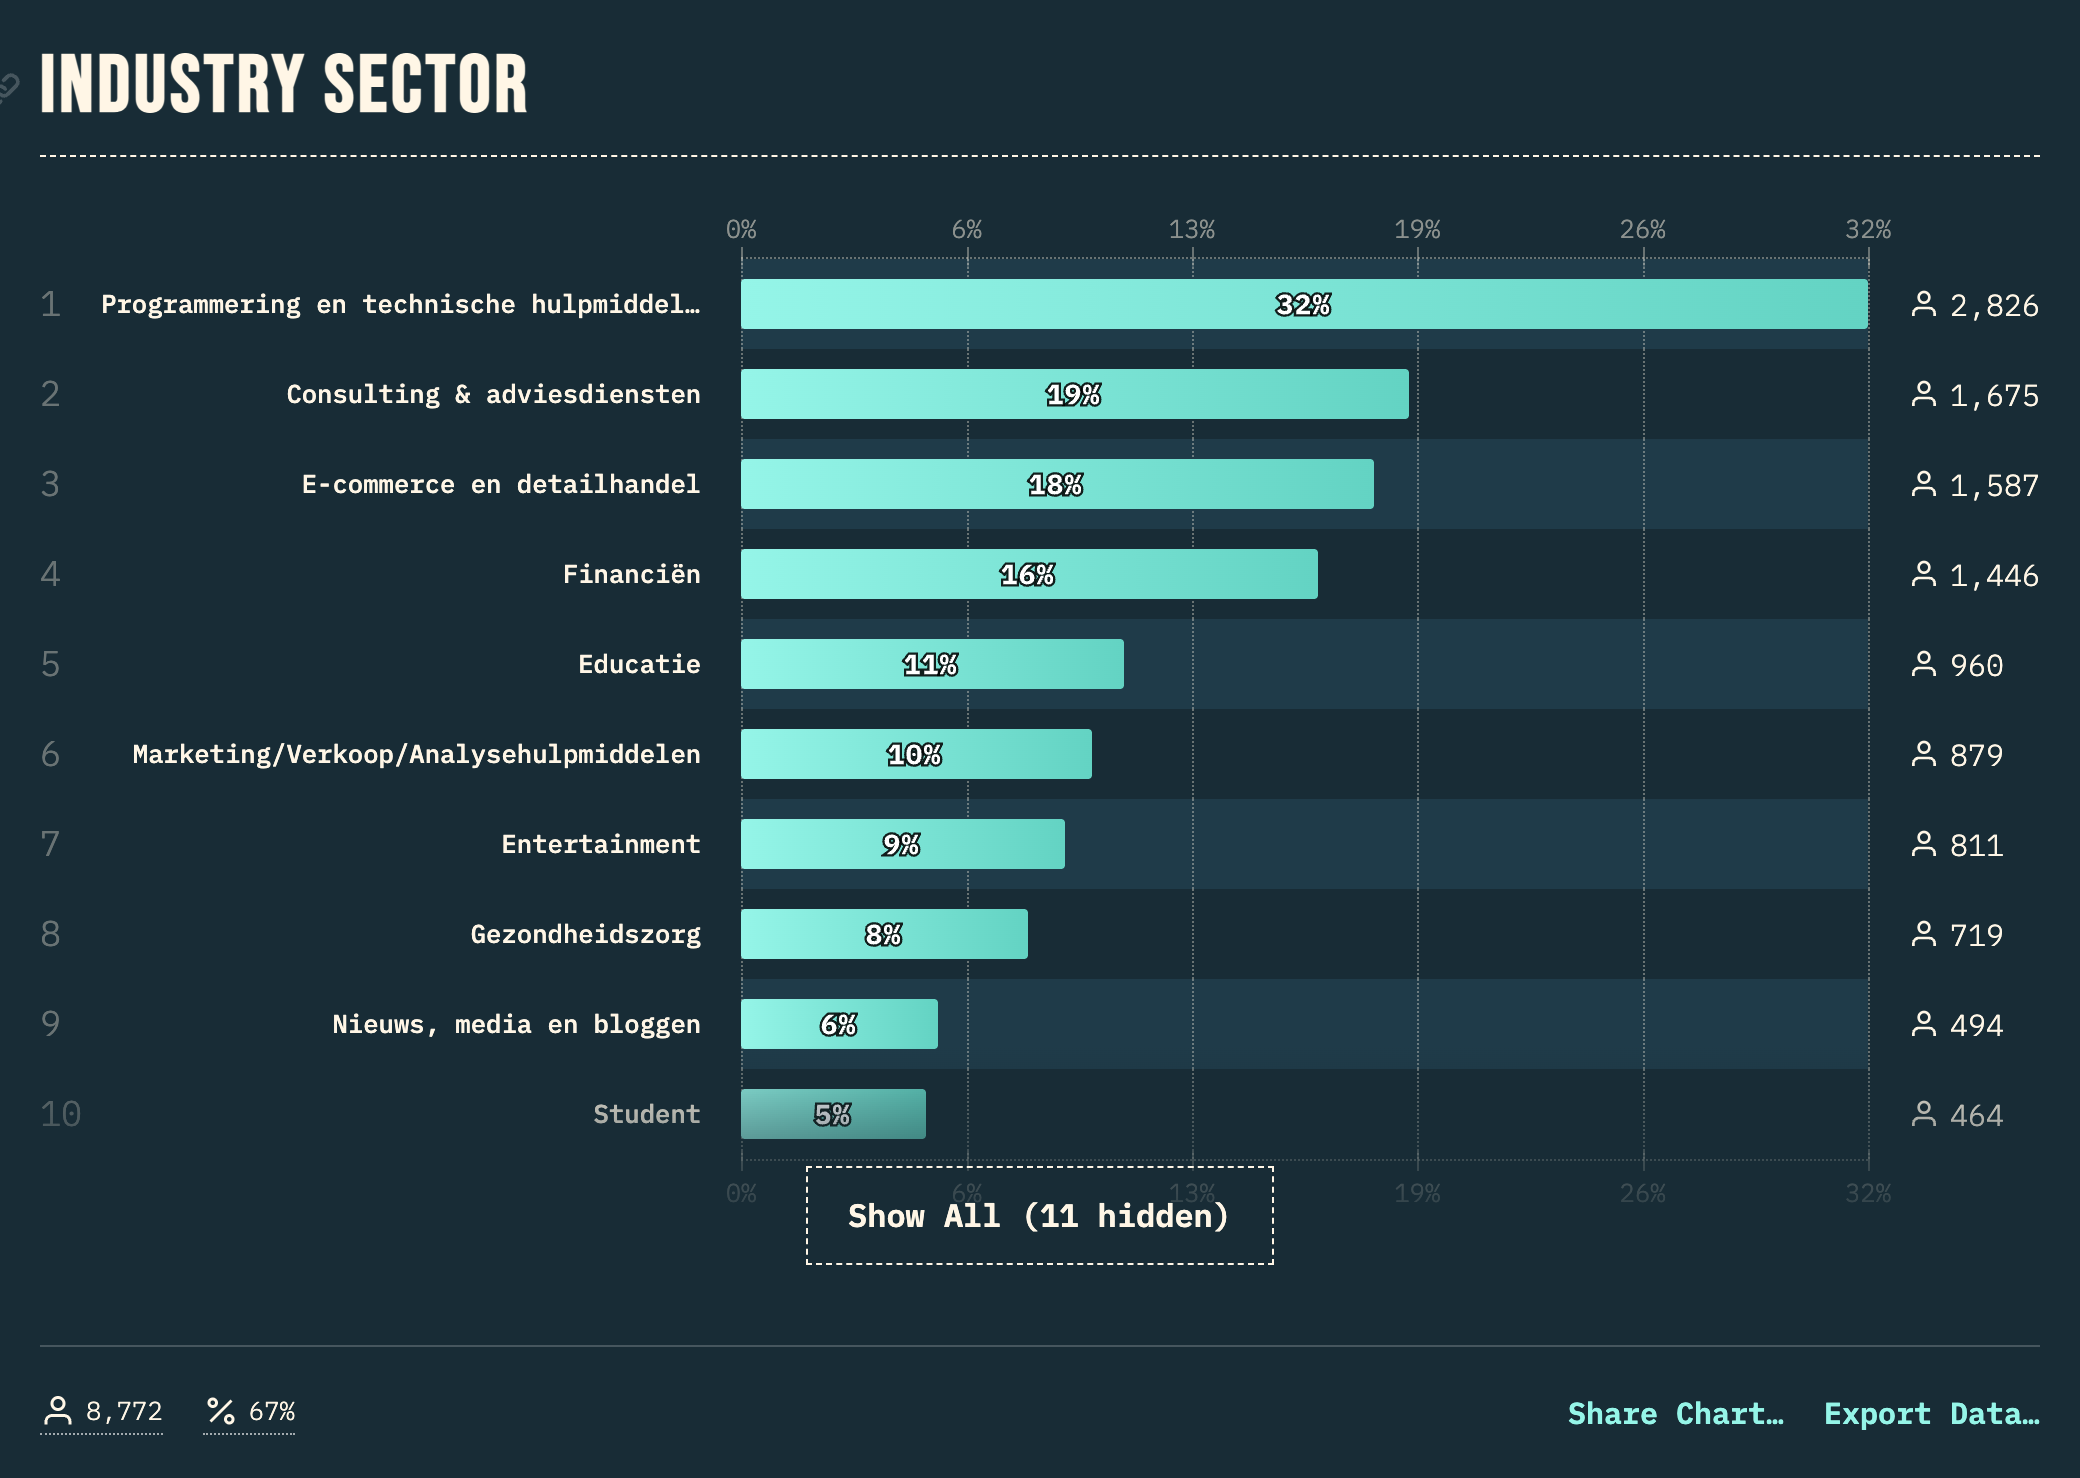 INDUSTRY SECTOR
0% 6% 13% 19% 26% 32%
1 Programmering en technische hulpmiddel… 32% 2,826
2 Consulting & adviesdiensten 19% 1,675
3 E-commerce en detailhandel 18% 1,587
4 Financiën 16% 1,446
5 Educatie 11% 960
6 Marketing/Verkoop/Analysehulpmiddelen 10% 879
7 Entertainment 9% 811
8 Gezondheidszorg 8% 719
9 Nieuws, media en bloggen 6% 494
10 Student 5% 464
0% 6% 13% 19% 26% 32%
Show All (11 hidden)
8,772 % 67% Share Chart… Export Data…